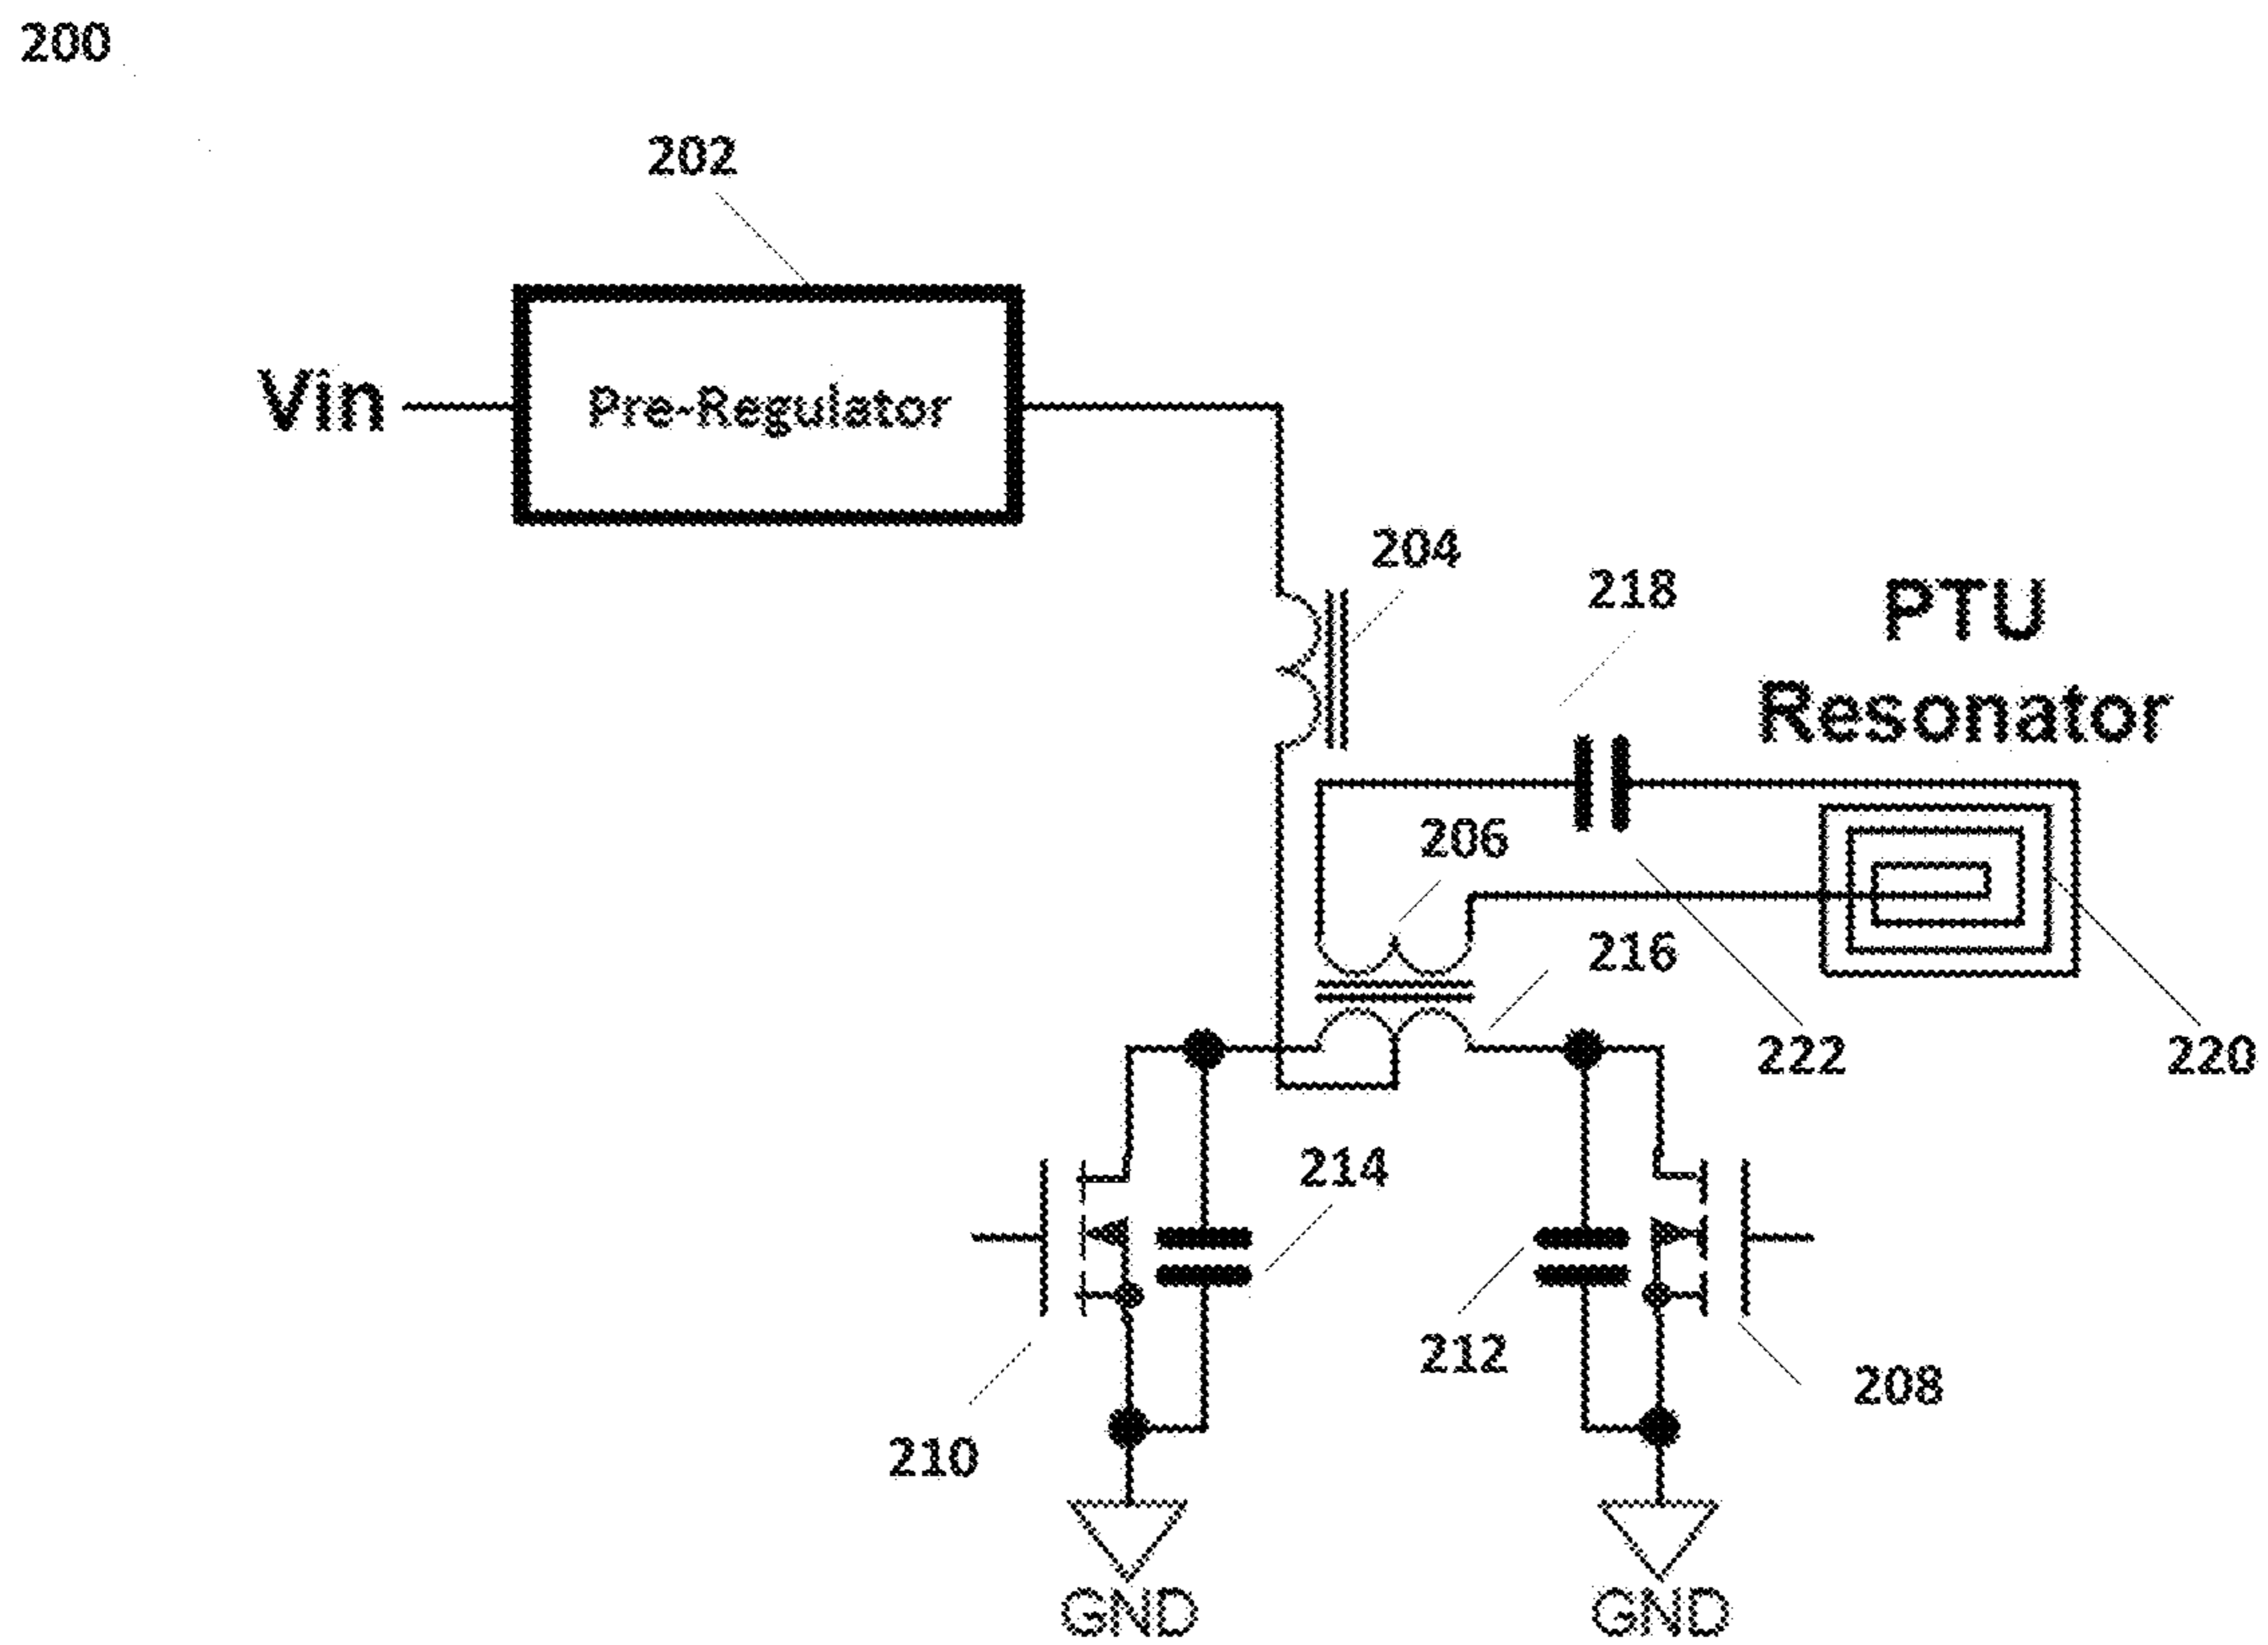 200
202
Vin
Pre-Regulator
204
218
PTU
Resonator
206
216
222
220
214
212
208
210
GND
GND